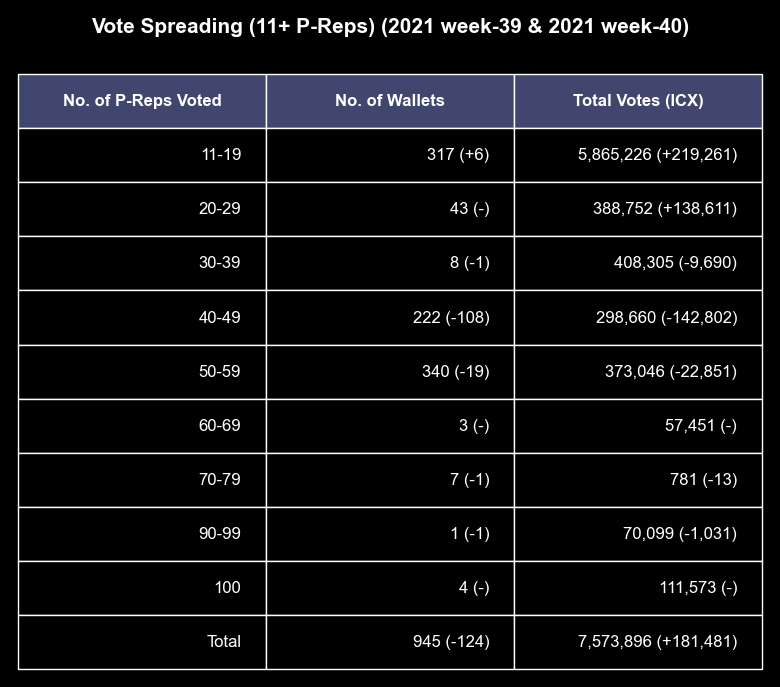 Vote Spreading (11+ P-Reps) (2021 week-39 & 2021 week-40)
No. of P-Reps Voted No. of Wallets Total Votes (ICX)
11-19 317 (+6) 5,865,226 (+219,261)
20-29 43 (-) 388,752 (+138,611)
30-39 8 (-1) 408,305 (-9,690)
40-49 222 (-108) 298,660 (-142,802)
50-59 340 (-19) 373,046 (-22,851)
60-69 3 (-) 57,451 (-)
70-79 7 (-1) 781 (-13)
90-99 1 (-1) 70,099 (-1,031)
100 4 (-) 111,573 (-)
Total 945 (-124) 7,573,896 (+181,481)